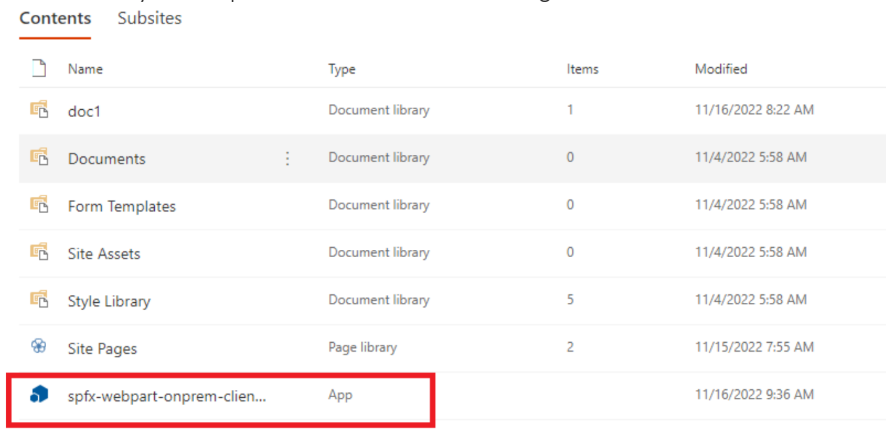 Contents Subsites
Name Type Items Modified
doc1 Document library 1 11/16/2022 8:22 AM
Documents Document library 0 11/4/2022 5:58 AM
Form Templates Document library 0 11/4/2022 5:58 AM
Site Assets Document library 0 11/4/2022 5:58 AM
Style Library Document library 5 11/4/2022 5:58 AM
Site Pages Page library 2 11/15/2022 7:55 AM
spfx-webpart-onprem-clien... App 11/16/2022 9:36 AM